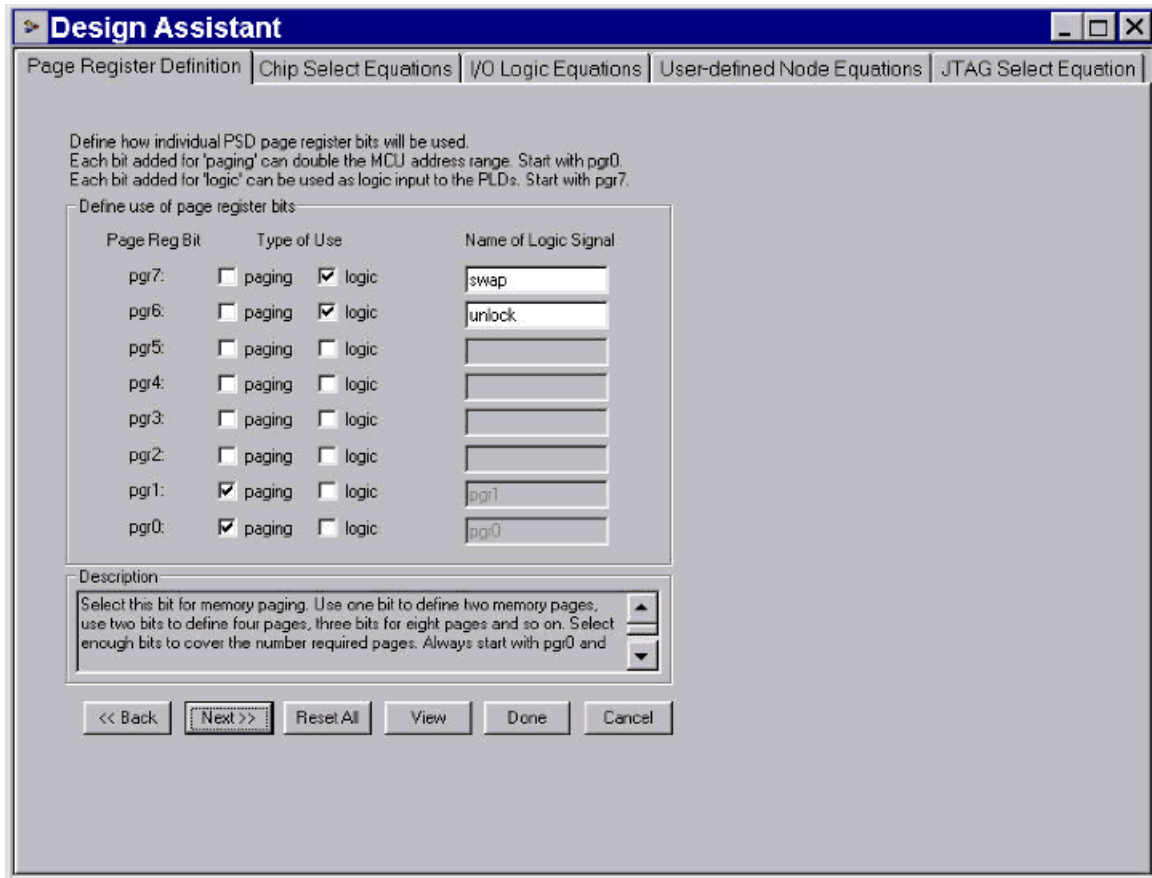 Design Assistant
Page Register Definition Chip Select Equations I/O Logic Equations User-defined Node Equations JTAG Select Equation
Define how individual PSD page register bits will be used.
Each bit added for 'paging' can double the MCU address range. Start with pgr0.
Each bit added for 'logic' can be used as logic input to the PLDs. Start with pgr7.
Define use of page register bits
Page Reg Bit Type of Use Name of Logic Signal
pgr7: paging logic swap
pgr6: paging logic unlock
pgr5: paging logic
pgr4: paging logic
pgr3: paging logic
pgr2: paging logic
pgr1: paging logic pgr1
pgr0: paging logic pgr0
Description
Select this bit for memory paging. Use one bit to define two memory pages,
use two bits to define four pages, three bits for eight pages and so on. Select
enough bits to cover the number required pages. Always start with pgr0 and
<< Back Next >> Reset All View Done Cancel